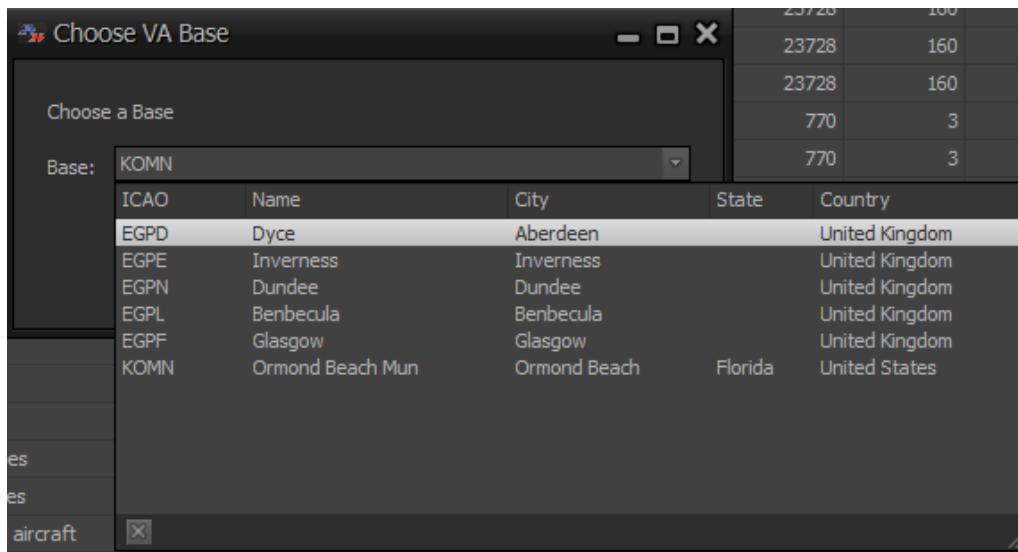 Choose VA Base
23728 160
23728 160
23728 160
770 3
770 3
Choose a Base
Base: KOMN
ICAO Name City State Country
EGPD Dyce Aberdeen United Kingdom
EGPE Inverness Inverness United Kingdom
EGPN Dundee Dundee United Kingdom
EGPL Benbecula Benbecula United Kingdom
EGPF Glasgow Glasgow United Kingdom
KOMN Ormond Beach Mun Ormond Beach Florida United States
es
es
aircraft